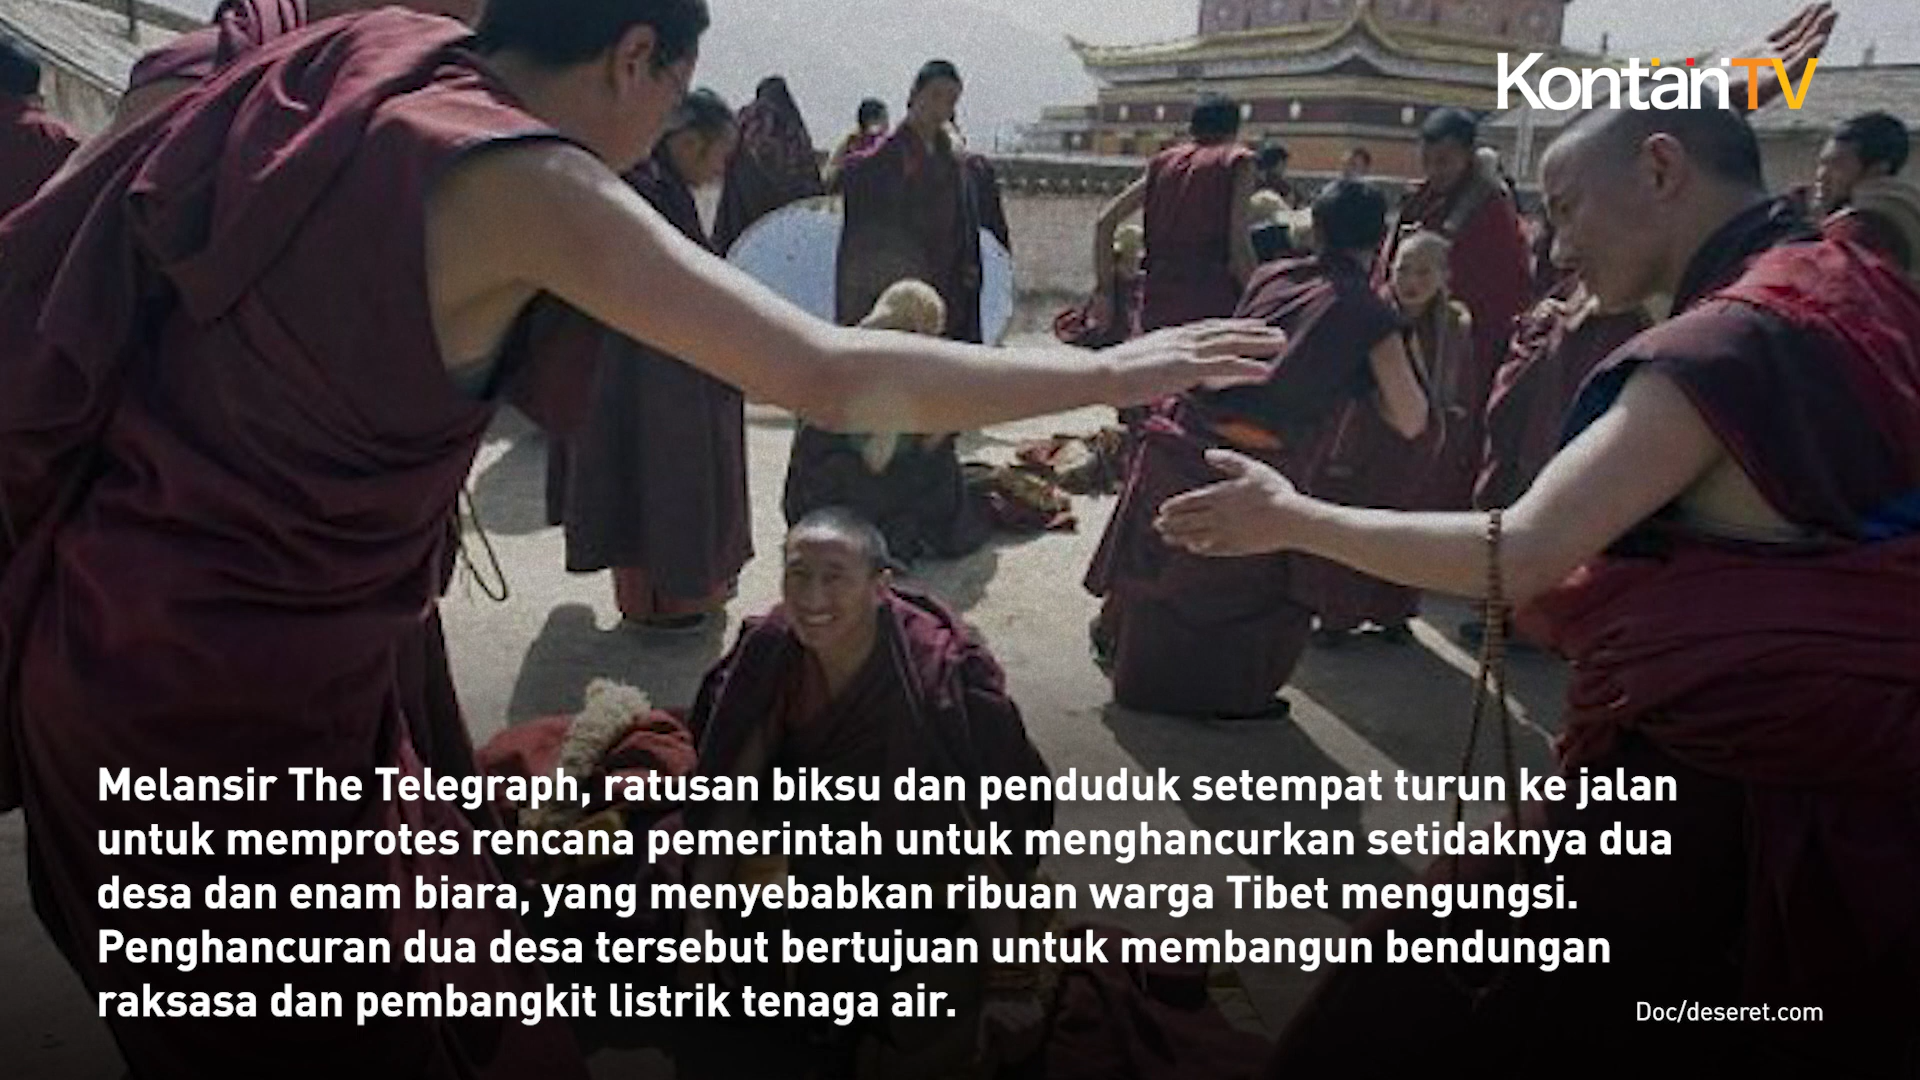 KontanTV
Melansir The Telegraph, ratusan biksu dan penduduk setempat turun ke jalan
untuk memprotes rencana pemerintah untuk menghancurkan setidaknya dua
desa dan enam biara, yang menyebabkan ribuan warga Tibet mengungsi.
Penghancuran dua desa tersebut bertujuan untuk membangun bendungan
raksasa dan pembangkit listrik tenaga air.
Doc/deseret.com